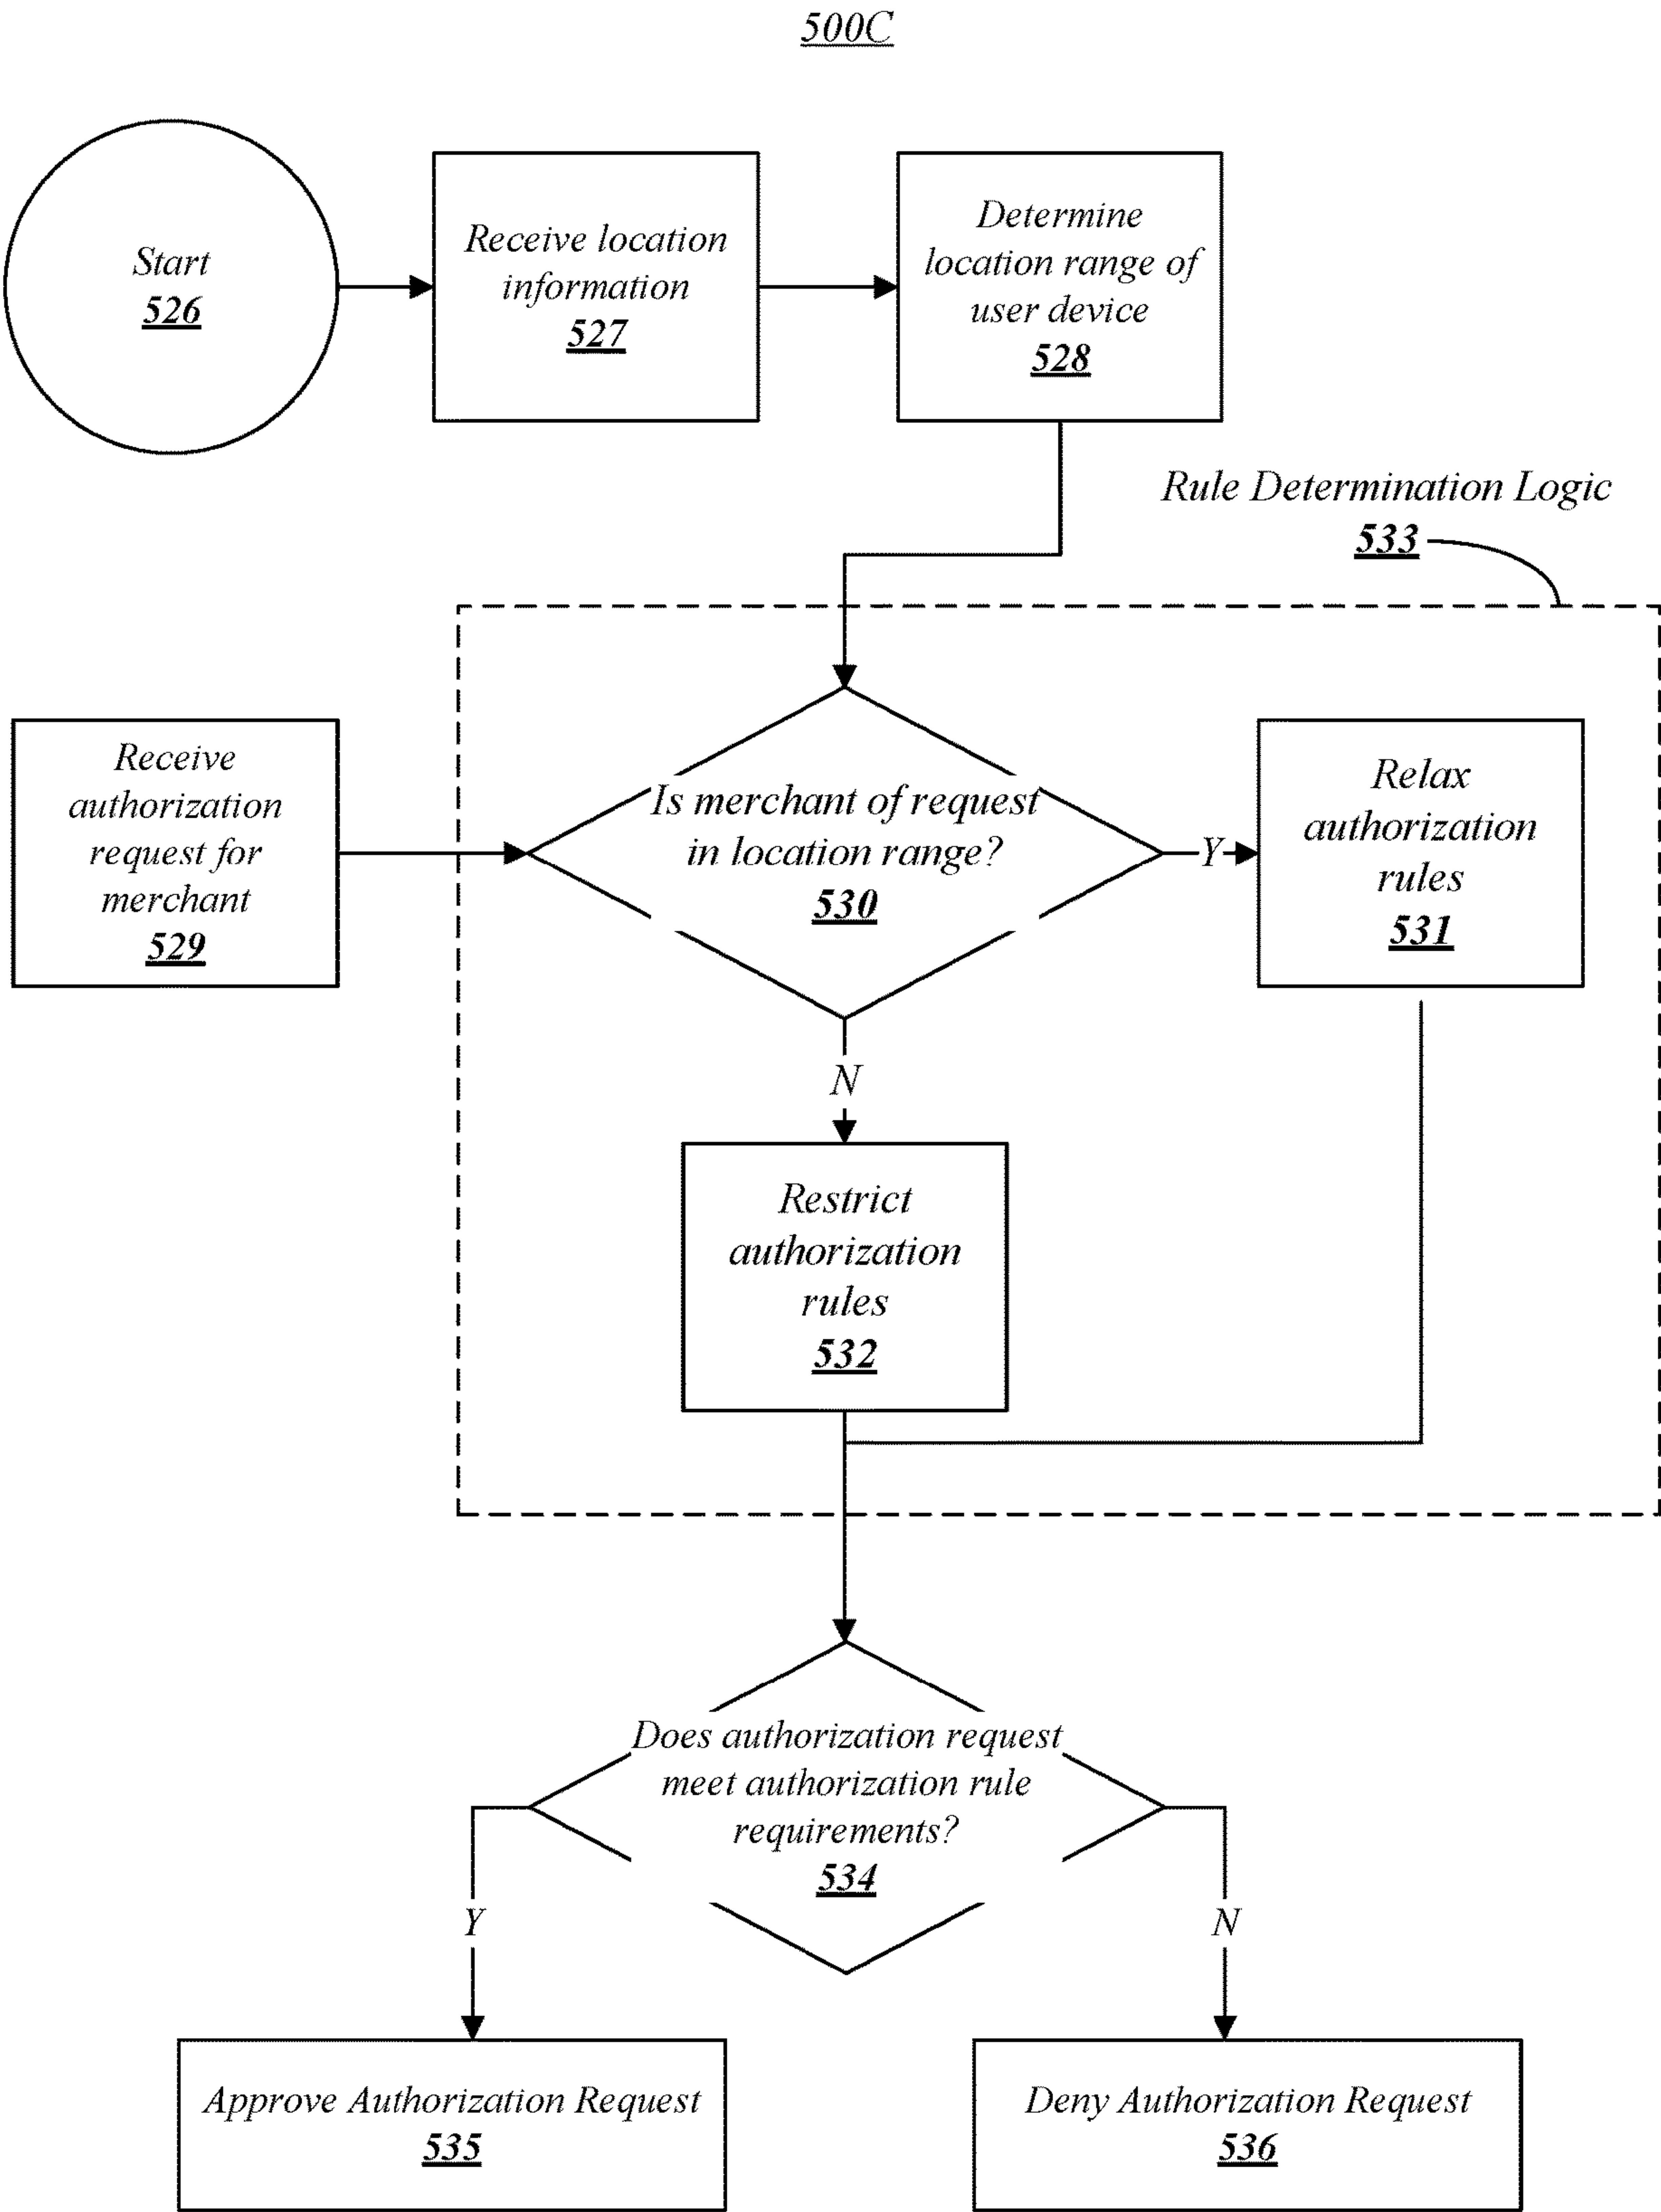 500C
Start
526
Receive location
information
527
Determine
location range of
user device
528
Rule Determination Logic
533
Receive
authorization
request for
merchant
529
Is merchant of request
in location range?
530
Y
Relax
authorization
rules
531
N
Restrict
authorization
rules
532
Does authorization request
meet authorization rule
requirements?
534
Y
N
Approve Authorization Request
535
Deny Authorization Request
536